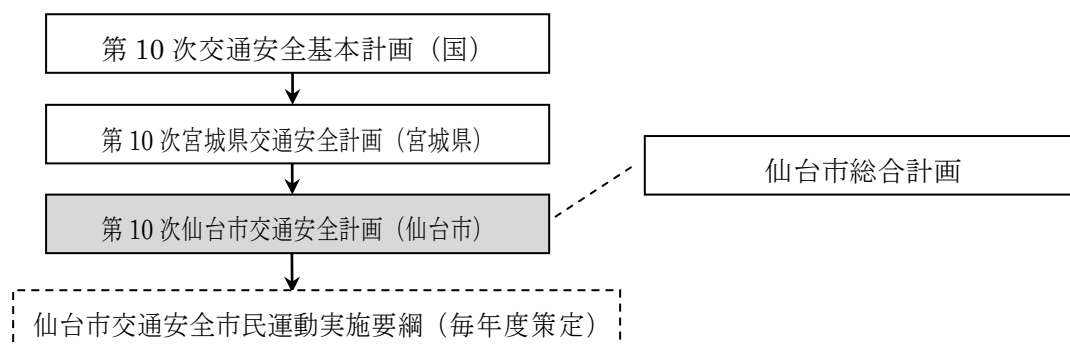 第 10 次交通安全基本計画（国）
第 10 次宮城県交通安全計画（宮城県）
仙台市総合計画
第 10 次仙台市交通安全計画（仙台市）
仙台市交通安全市民運動実施要綱（毎年度策定）